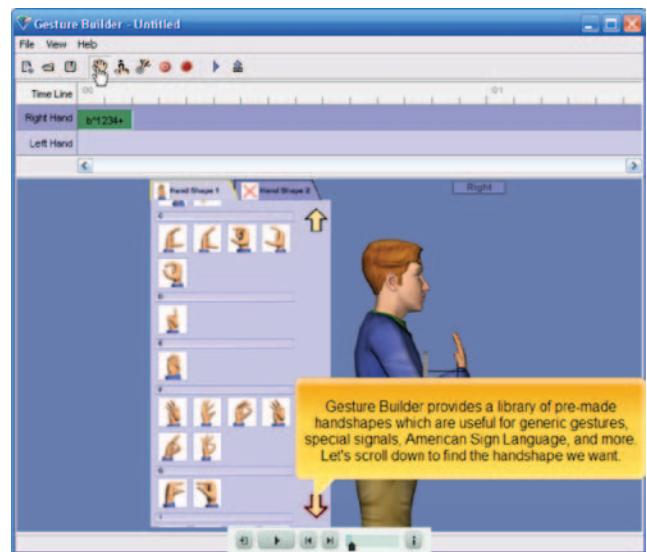 Gesture Builder - Untitled
File View Help
Time Line :00 :01
Right Hand b^1234+
Left Hand
Hand Shape 1 Hand Shape 2
Right
C
D
E
F
G
Gesture Builder provides a library of pre-made
handshapes which are useful for generic gestures,
special signals, American Sign Language, and more.
Let's scroll down to find the handshape we want.